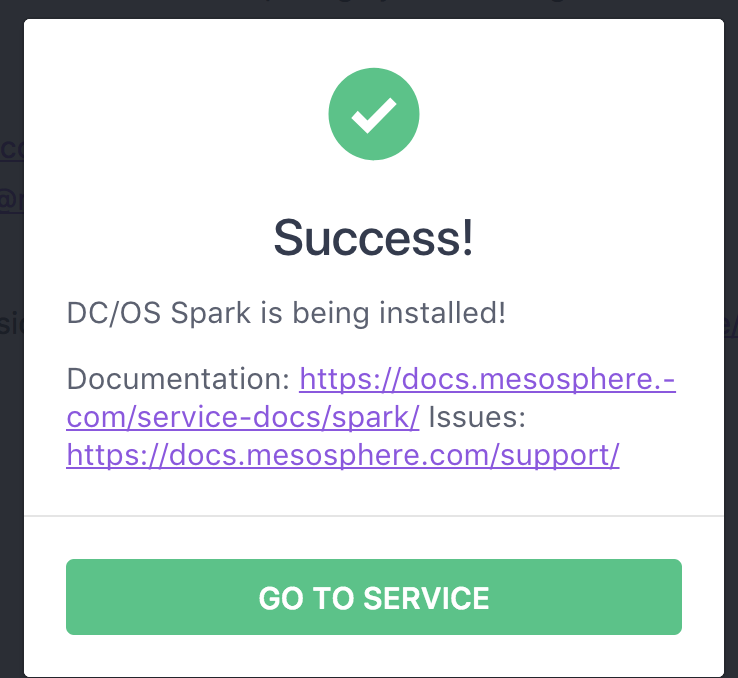 Success!
DC/OS Spark is being installed!
Documentation: https://docs.mesosphere.-
com/service-docs/spark/ Issues:
https://docs.mesosphere.com/support/
GO TO SERVICE